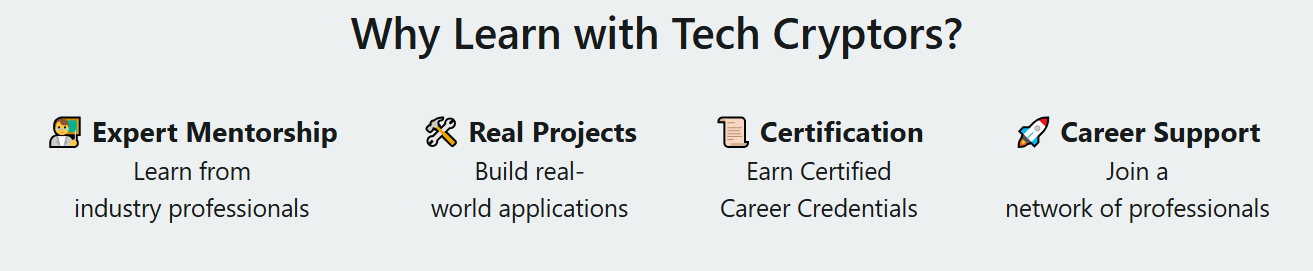 Why Learn with Tech Cryptors?
Expert Mentorship
Learn from
industry professionals
Real Projects
Build real-
world applications
Certification
Earn Certified
Career Credentials
Career Support
Join a
network of professionals